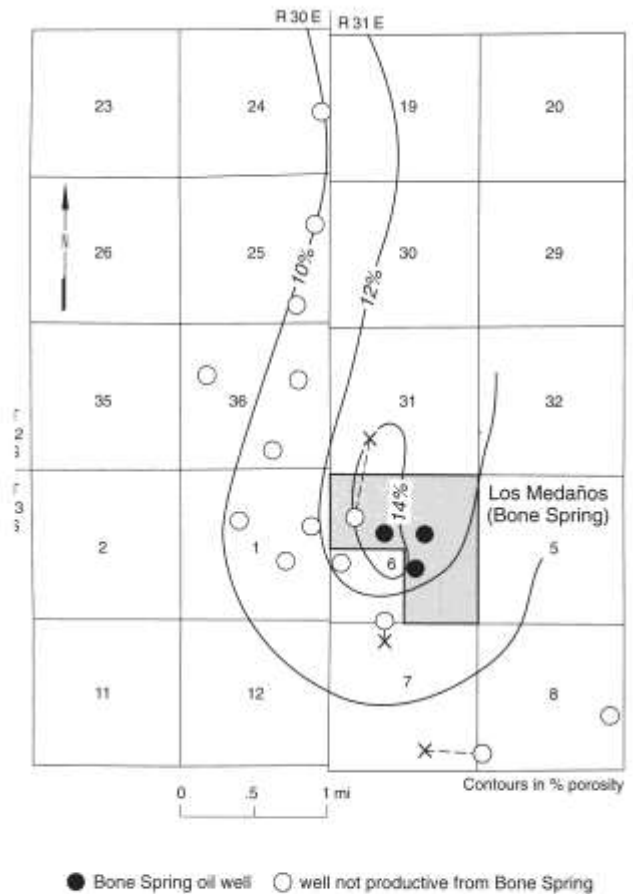 R 30 E R 31 E
23 24 19 20
N
26 25 30 29
10%
12%
35 36 31 32
2
S
3
S
Los Medaños
(Bone Spring)
14%
2 1 6 5
11 12 7 8
Contours in % porosity
0 .5 1 mi
Bone Spring oil well well not productive from Bone Spring